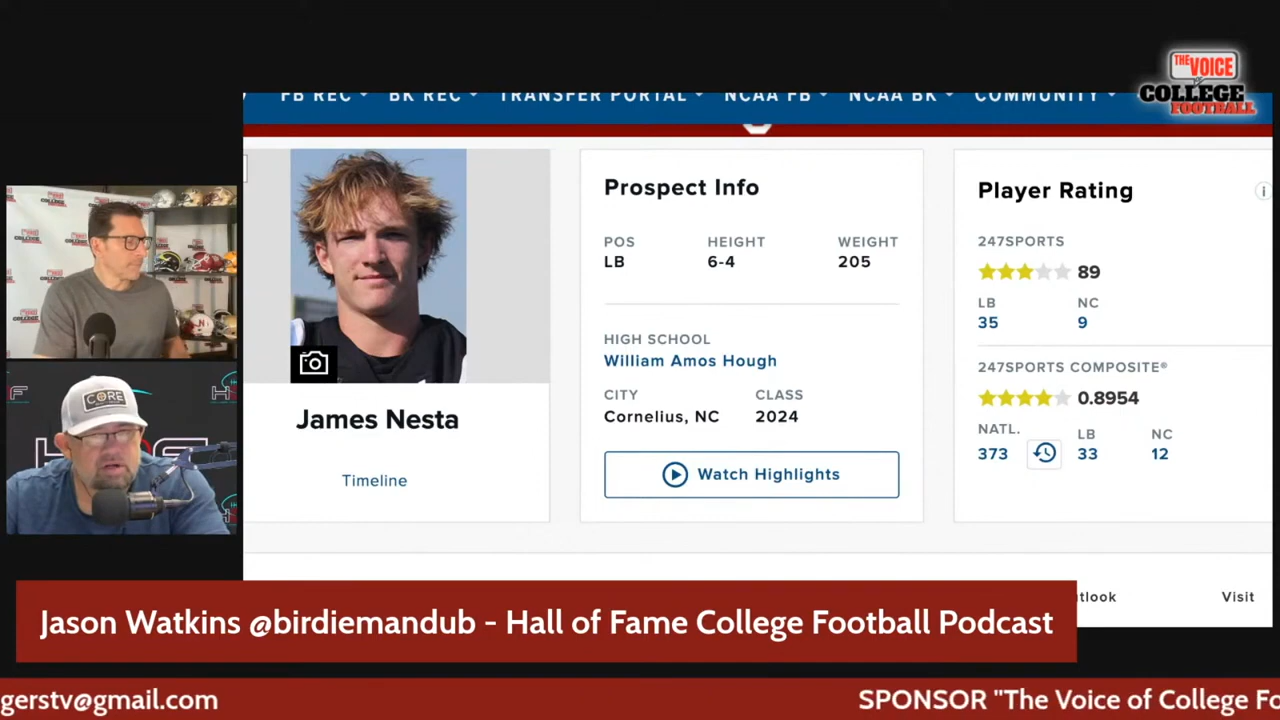 FB REC
BK REC
TRANSFER PORTAL
NCAA FB
NCAA BK
COMMUNITY
THE VOICE
OF
COLLEGE
FOOTBALL
Prospect Info
POS
HEIGHT
WEIGHT
LB
6-4
205
HIGH SCHOOL
William Amos Hough
CITY
CLASS
Cornelius, NC
2024
Watch Highlights
Player Rating
i
247SPORTS
89
LB
NC
35
9
247SPORTS COMPOSITE®
0.8954
NATL.
LB
NC
373
33
12
James Nesta
Timeline
CORE
tlook
Visit
Jason Watkins @birdiemandub - Hall of Fame College Football Podcast
gerstv@gmail.com
SPONSOR "The Voice of College Fo